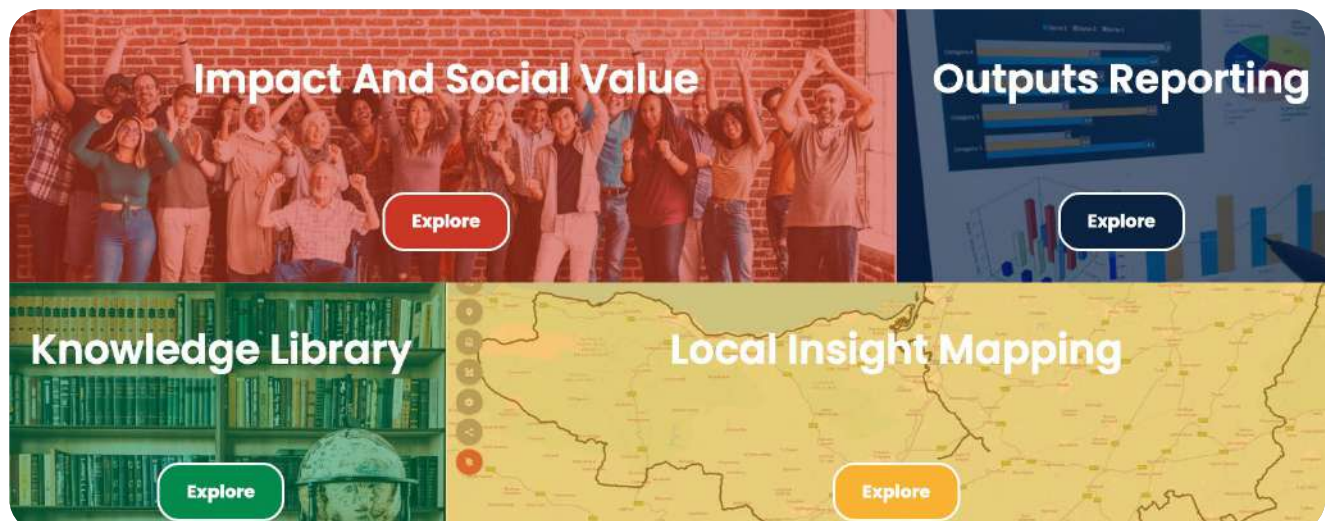 Impact And Social Value
Outputs Reporting
Explore
Explore
Knowledge Library
Local Insight Mapping
Explore
Explore